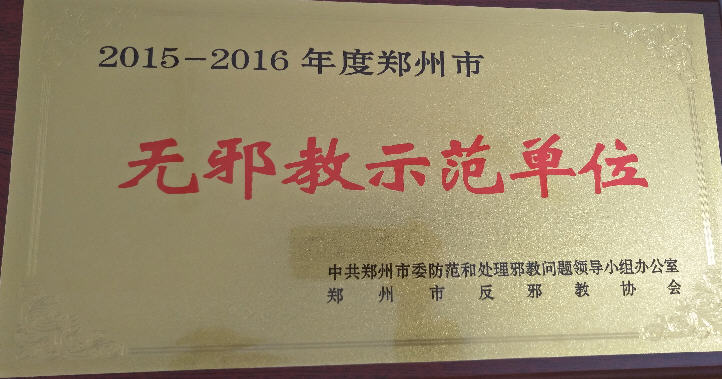 2015-2016 年度郑州市
无邪教示范单位
中共郑州市委防范和处理邪教问题领导小组办公室
郑州市反邪教协会